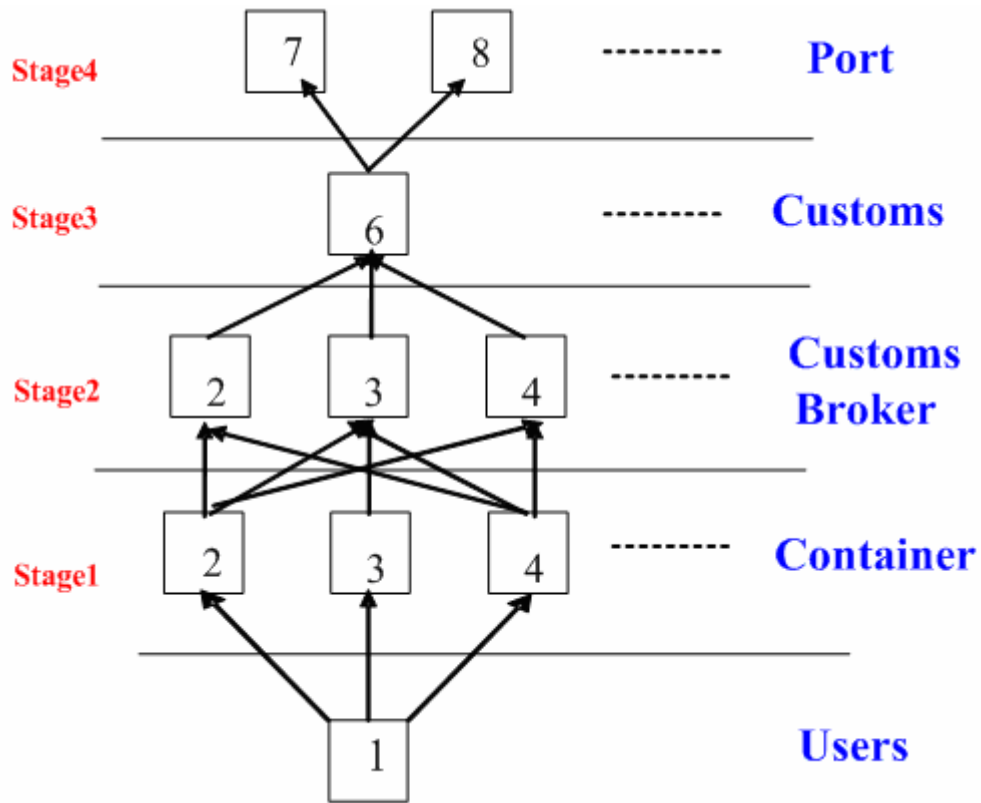 7 8
Stage4 Port
6
Stage3 Customs
2 3 4
Stage2 Customs
Broker
2 3 4
Stage1 Container
1
Users